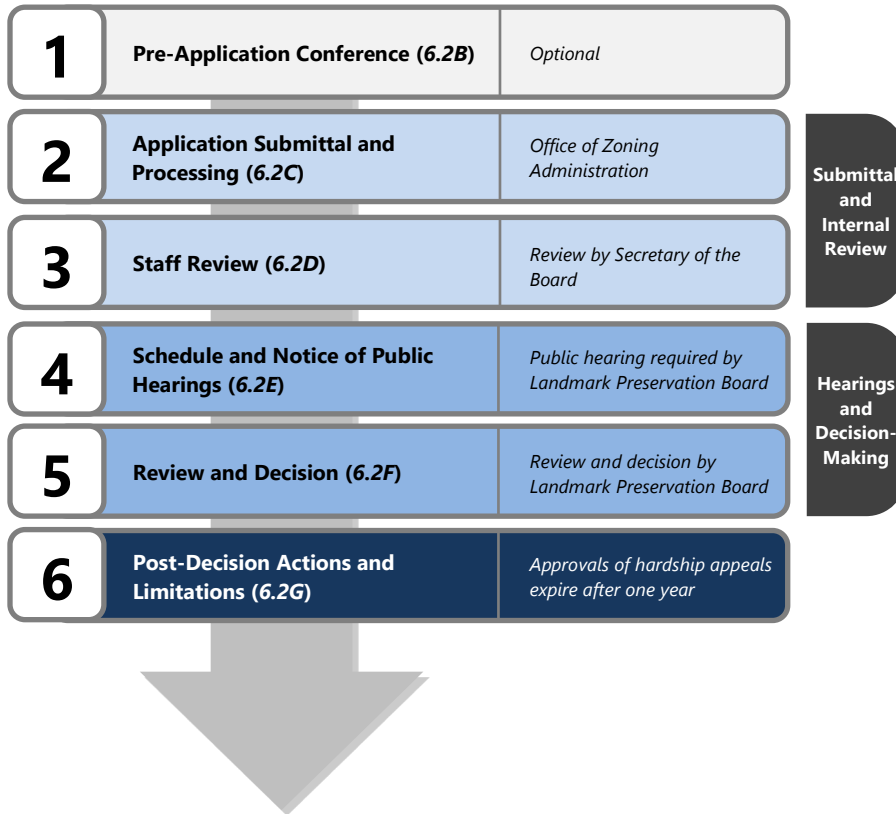 1
Pre-Application Conference (6.2B)
Optional
2
Application Submittal and
Processing (6.2C)
Office of Zoning
Administration
3
Staff Review (6.2D)
Review by Secretary of the
Board
Submittal
and
Internal
Review
4
Schedule and Notice of Public
Hearings (6.2E)
Public hearing required by
Landmark Preservation Board
5
Review and Decision (6.2F)
Review and decision by
Landmark Preservation Board
Hearings
and
Decision-
Making
6
Post-Decision Actions and
Limitations (6.2G)
Approvals of hardship appeals
expire after one year